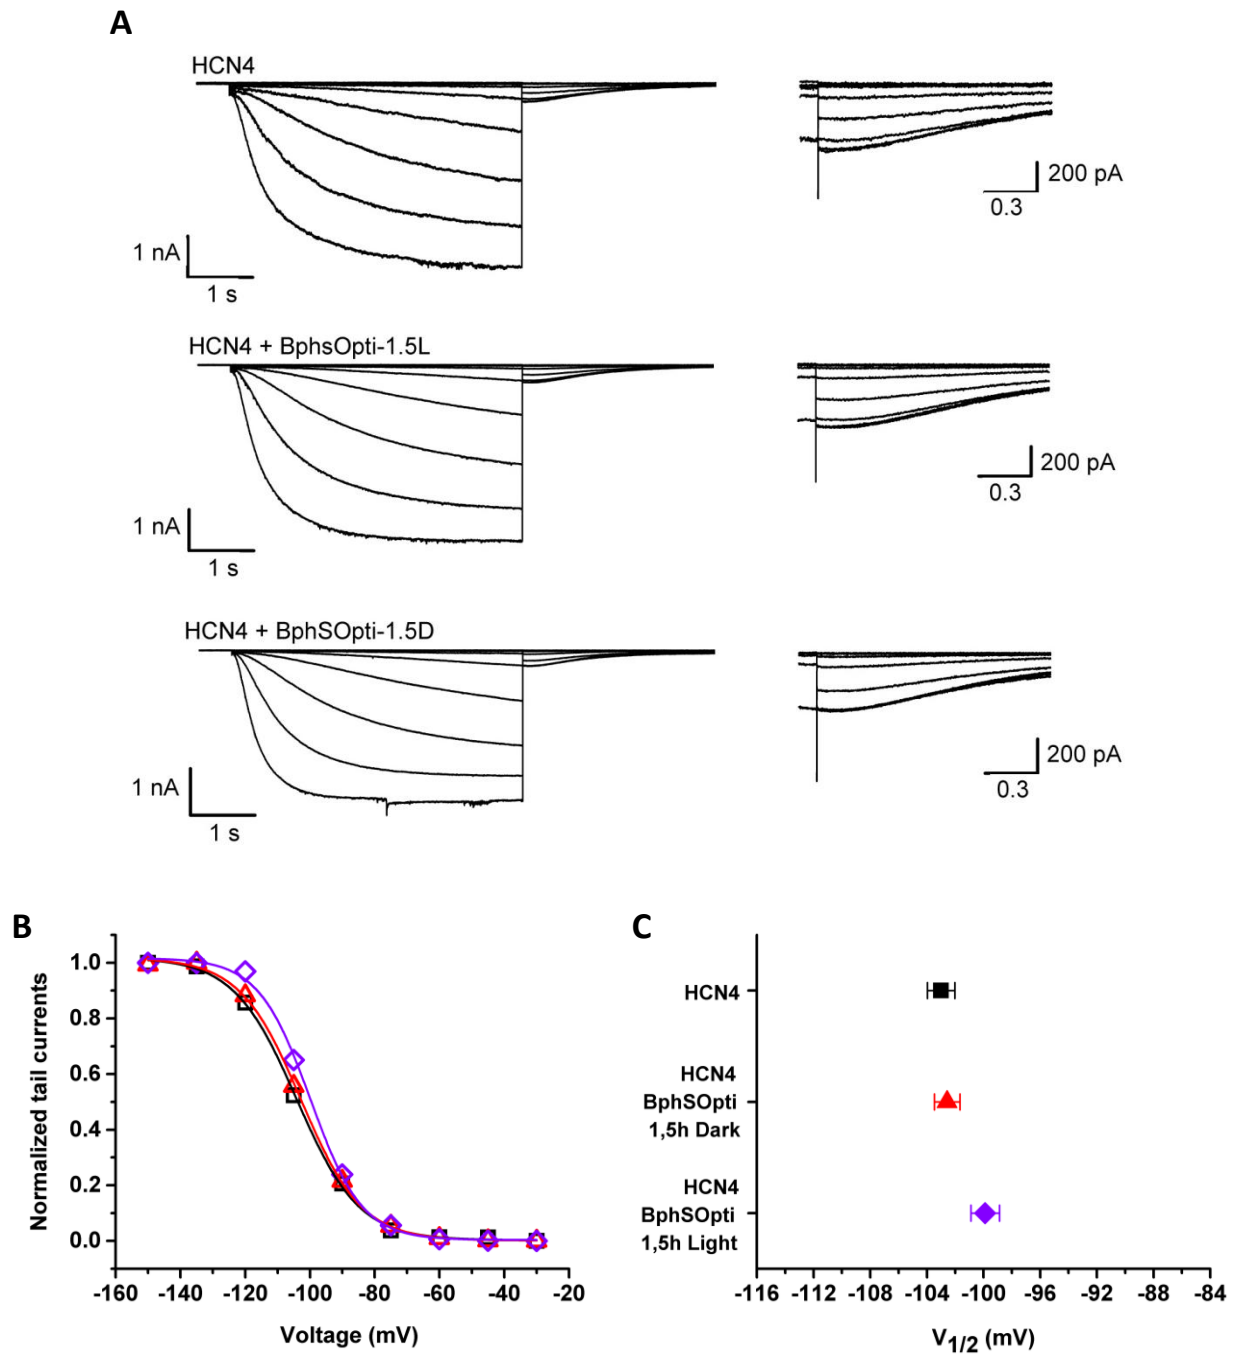 A
HCN4
200 pA
0.3
1 nA
1 s
HCN4 + BphsOpti-1.5L
200 pA
0.3
1 nA
1 s
HCN4 + BphSOpti-1.5D
200 pA
0.3
1 nA
1 s
B
Normalized tail currents
1.0
0.8
0.6
0.4
0.2
0.0
-160 -140 -120 -100 -80 -60 -40 -20
Voltage (mV)
C
HCN4
HCN4
BphSOpti
1,5h Dark
HCN4
BphSOpti
1,5h Light
-116 -112 -108 -104 -100 -96 -92 -88 -84
V1/2 (mV)